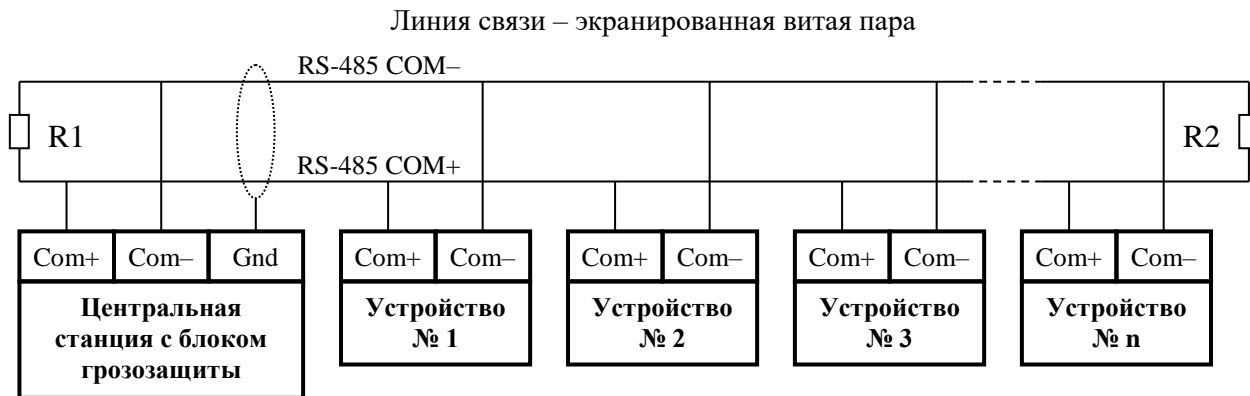 Линия связи – экранированная витая пара
RS-485 COM–
R1
R2
RS-485 COM+
Com+ Com– Gnd
Центральная
станция с блоком
грозозащиты
Com+ Com–
Устройство
№ 1
Com+ Com–
Устройство
№ 2
Com+ Com–
Устройство
№ 3
Com+ Com–
Устройство
№ n